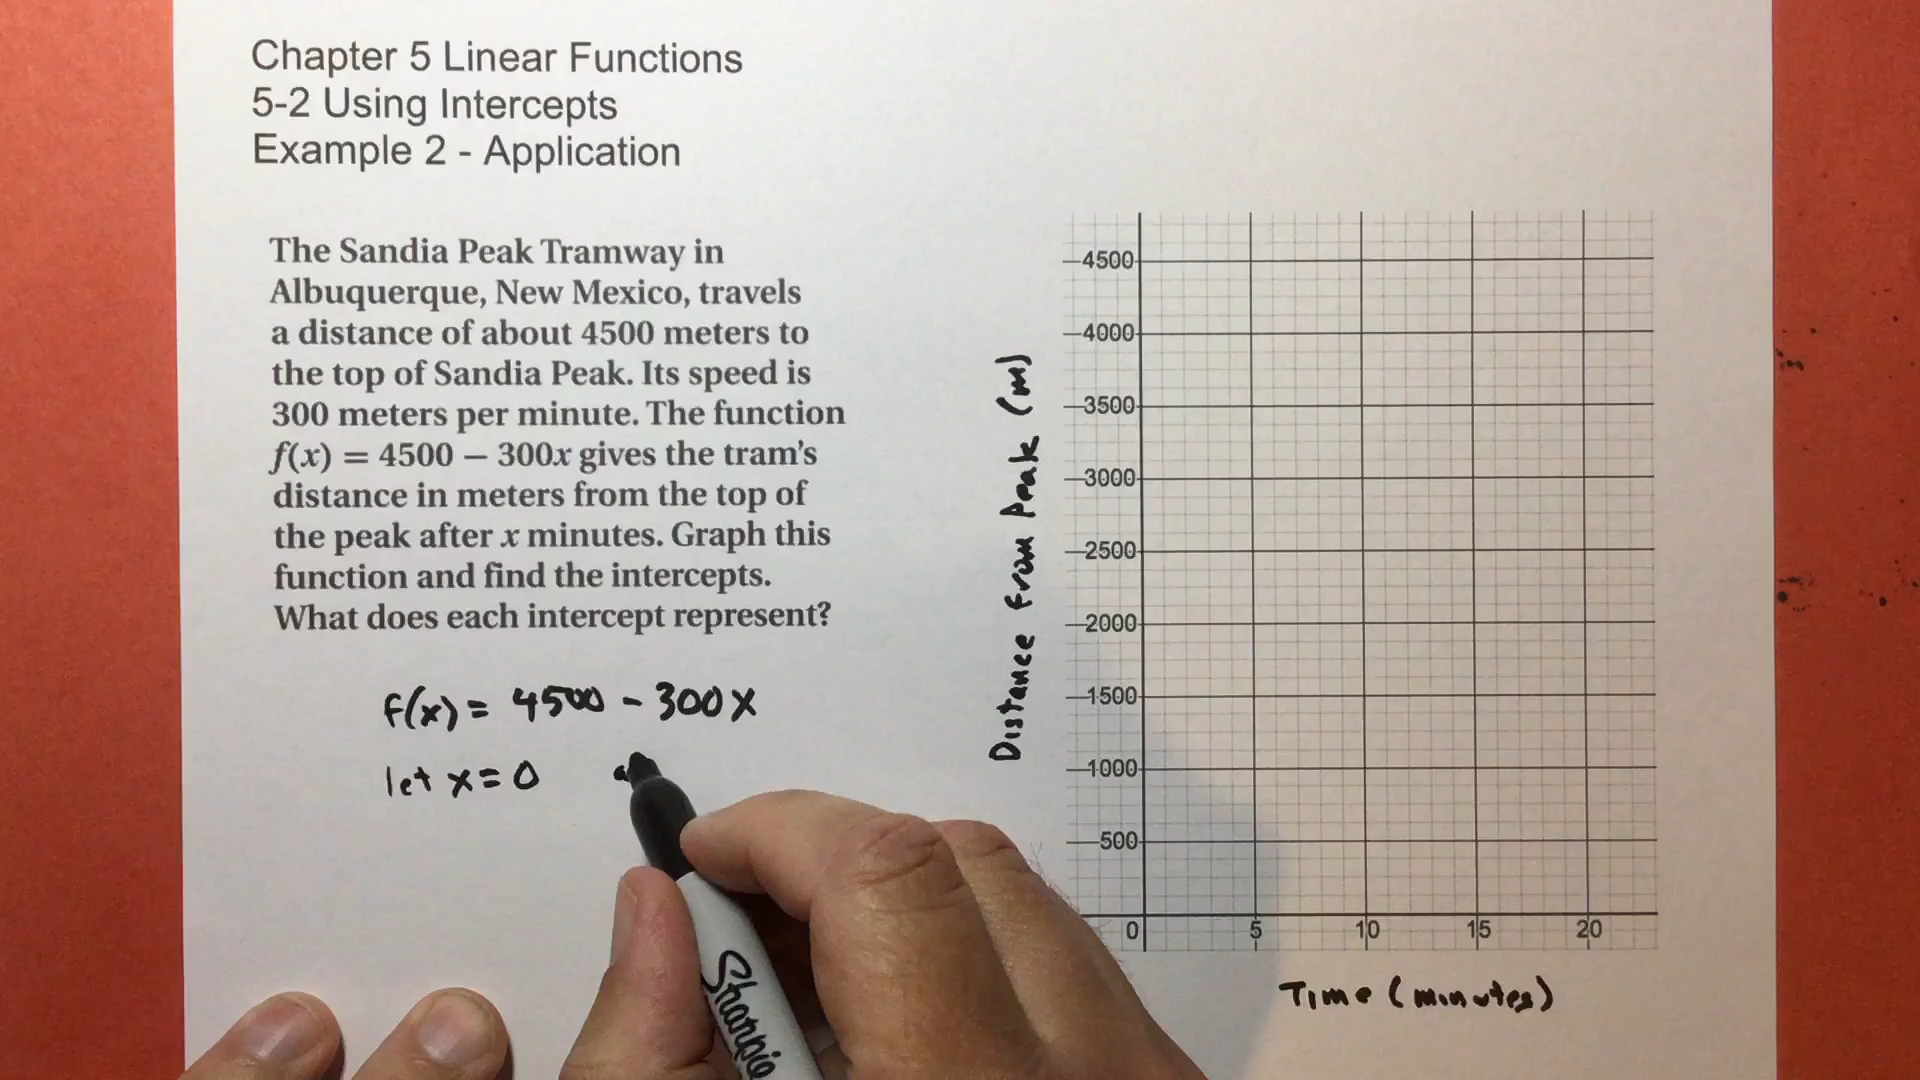 Chapter 5 Linear Functions
5-2 Using Intercepts
Example 2 - Application
The Sandia Peak Tramway in
Albuquerque, New Mexico, travels
a distance of about 4500 meters to
the top of Sandia Peak. Its speed is
300 meters per minute. The function
f(x) = 4500 – 300x gives the tram's
distance in meters from the top of
the peak after x minutes. Graph this
function and find the intercepts.
What does each intercept represent?
f(x) = 4500 - 300x
let x = 0
Distance from Peak (m)
4500
4000
3500
3000
2500
2000
1500
1000
500
0 5 10 15 20
Time (minutes)
Sharpie